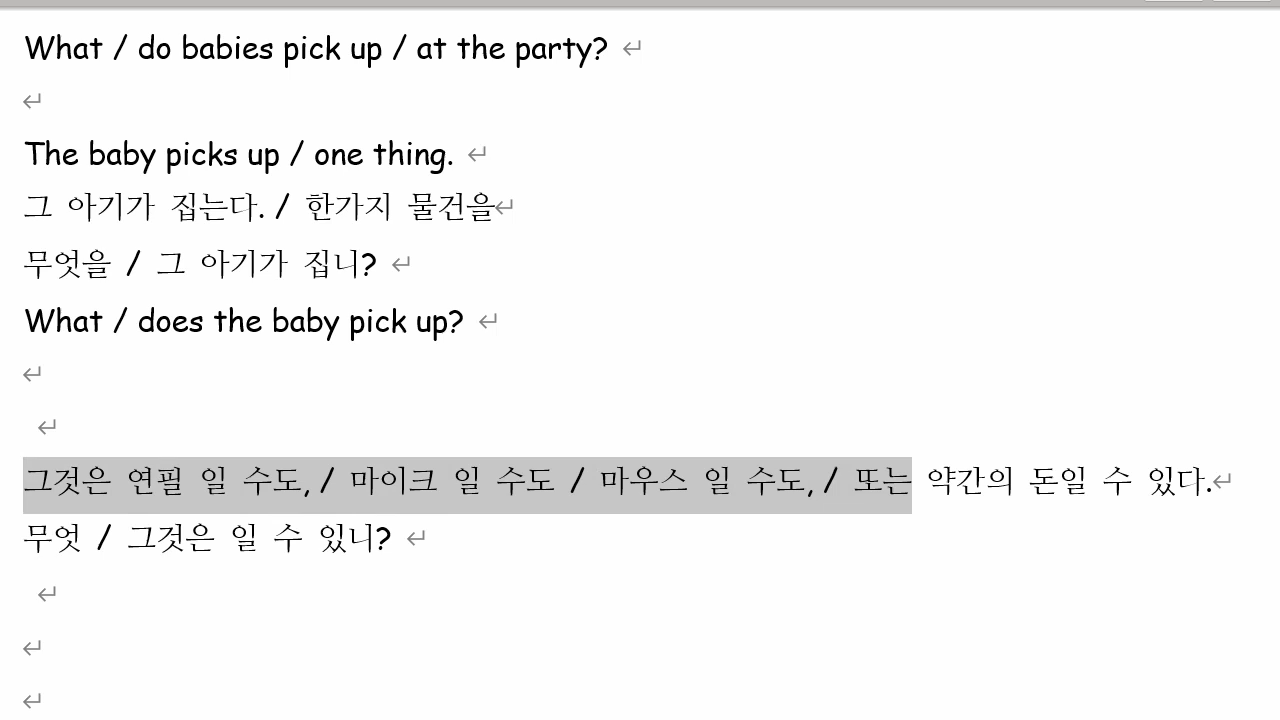 What / do babies pick up / at the party?
The baby picks up / one thing.
그 아기가 집는다. / 한가지 물건을
무엇을 / 그 아기가 집니?
What / does the baby pick up?
그것은 연필 일 수도, / 마이크 일 수도 / 마우스 일 수도, / 또는 약간의 돈일 수 있다.
무엇 / 그것은 일 수 있니?